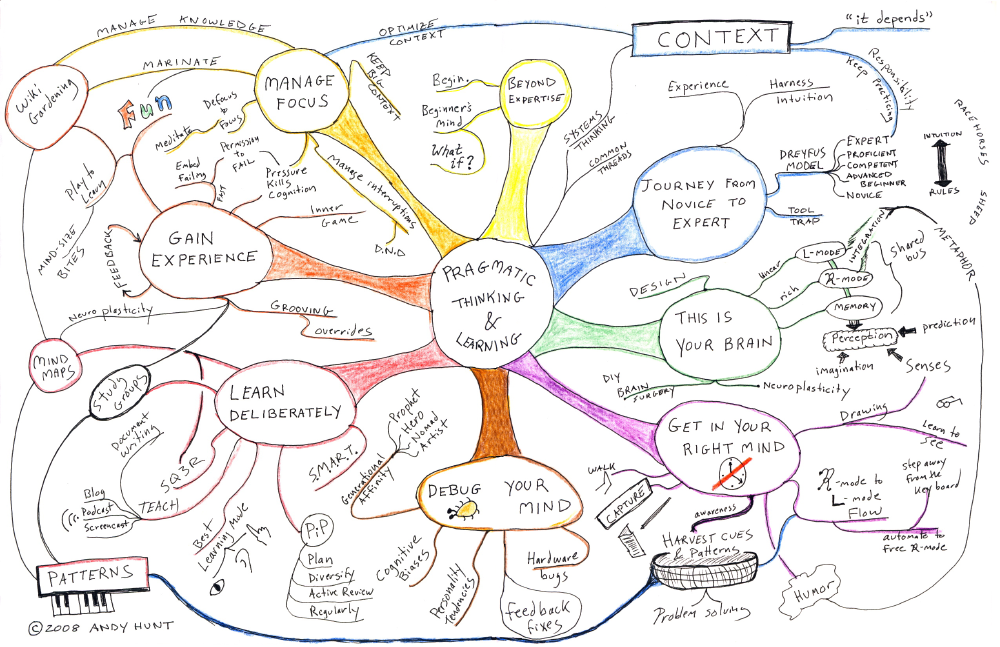 MANAGE KNOWLEDGE
MARINATE
Wiki
Gardening
Fun
MANAGE
FOCUS
OPTIMIZE
CONTEXT
KEEP
BIG
CONTEXT
Defocus
to
Focus
Meditate
Manage interruptions
D.N.D
Begin.
Beginner's
Mind
What
if?
BEYOND
EXPERTISE
CONTEXT
"it depends"
Responsibility
Keep Practicing
SYSTEMS
THINKING
COMMON
THREADS
Experience
Harness
Intuition
JOURNEY FROM
NOVICE TO
EXPERT
DREYFUS
MODEL
EXPERT
PROFICIENT
COMPETENT
ADVANCED
BEGINNER
NOVICE
TOOL
TRAP
RACEHORSES
INTUITION
RULES
SHEEP
METAPHOR
Play to
Learn
MIND-SIZE
BITES
Embed
Failing
Permission
to
FAIL
Pressure
Kills
Cognition
Inner
Game
GAIN
EXPERIENCE
FEEDBACK
Neuroplasticity
GROOVING
overrides
PRAGMATIC
THINKING
&
LEARNING
DESIGN
THIS IS
YOUR BRAIN
linear
rich
L-MODE
R-MODE
INTEGRATION
Shared
bus
MEMORY
Perception
prediction
imagination
Senses
DIY
BRAIN
SURGERY
Neuroplasticity
MIND
MAPS
Study
Groups
LEARN
DELIBERATELY
Document
Writing
SQ3R
TEACH
Blog
Podcast
Screencast
Best
Learning Mode
S.M.A.R.T.
PiP
Plan
Diversify
Active Review
Regularly
Generational
Affinity
Prophet
Hero
Nomad
Artist
DEBUG YOUR
MIND
Cognitive
Biases
Personality
Tendencies
Hardware
bugs
feedback
fixes
GET IN YOUR
RIGHT MIND
Drawing
Learn to
See
WALK
CAPTURE
awareness
R-mode to
L-mode
Flow
step away
from the
keyboard
automate to
free R-mode
HARVEST CUES
& Patterns
Problem solving
HUMOR
PATTERNS
© 2008 ANDY HUNT